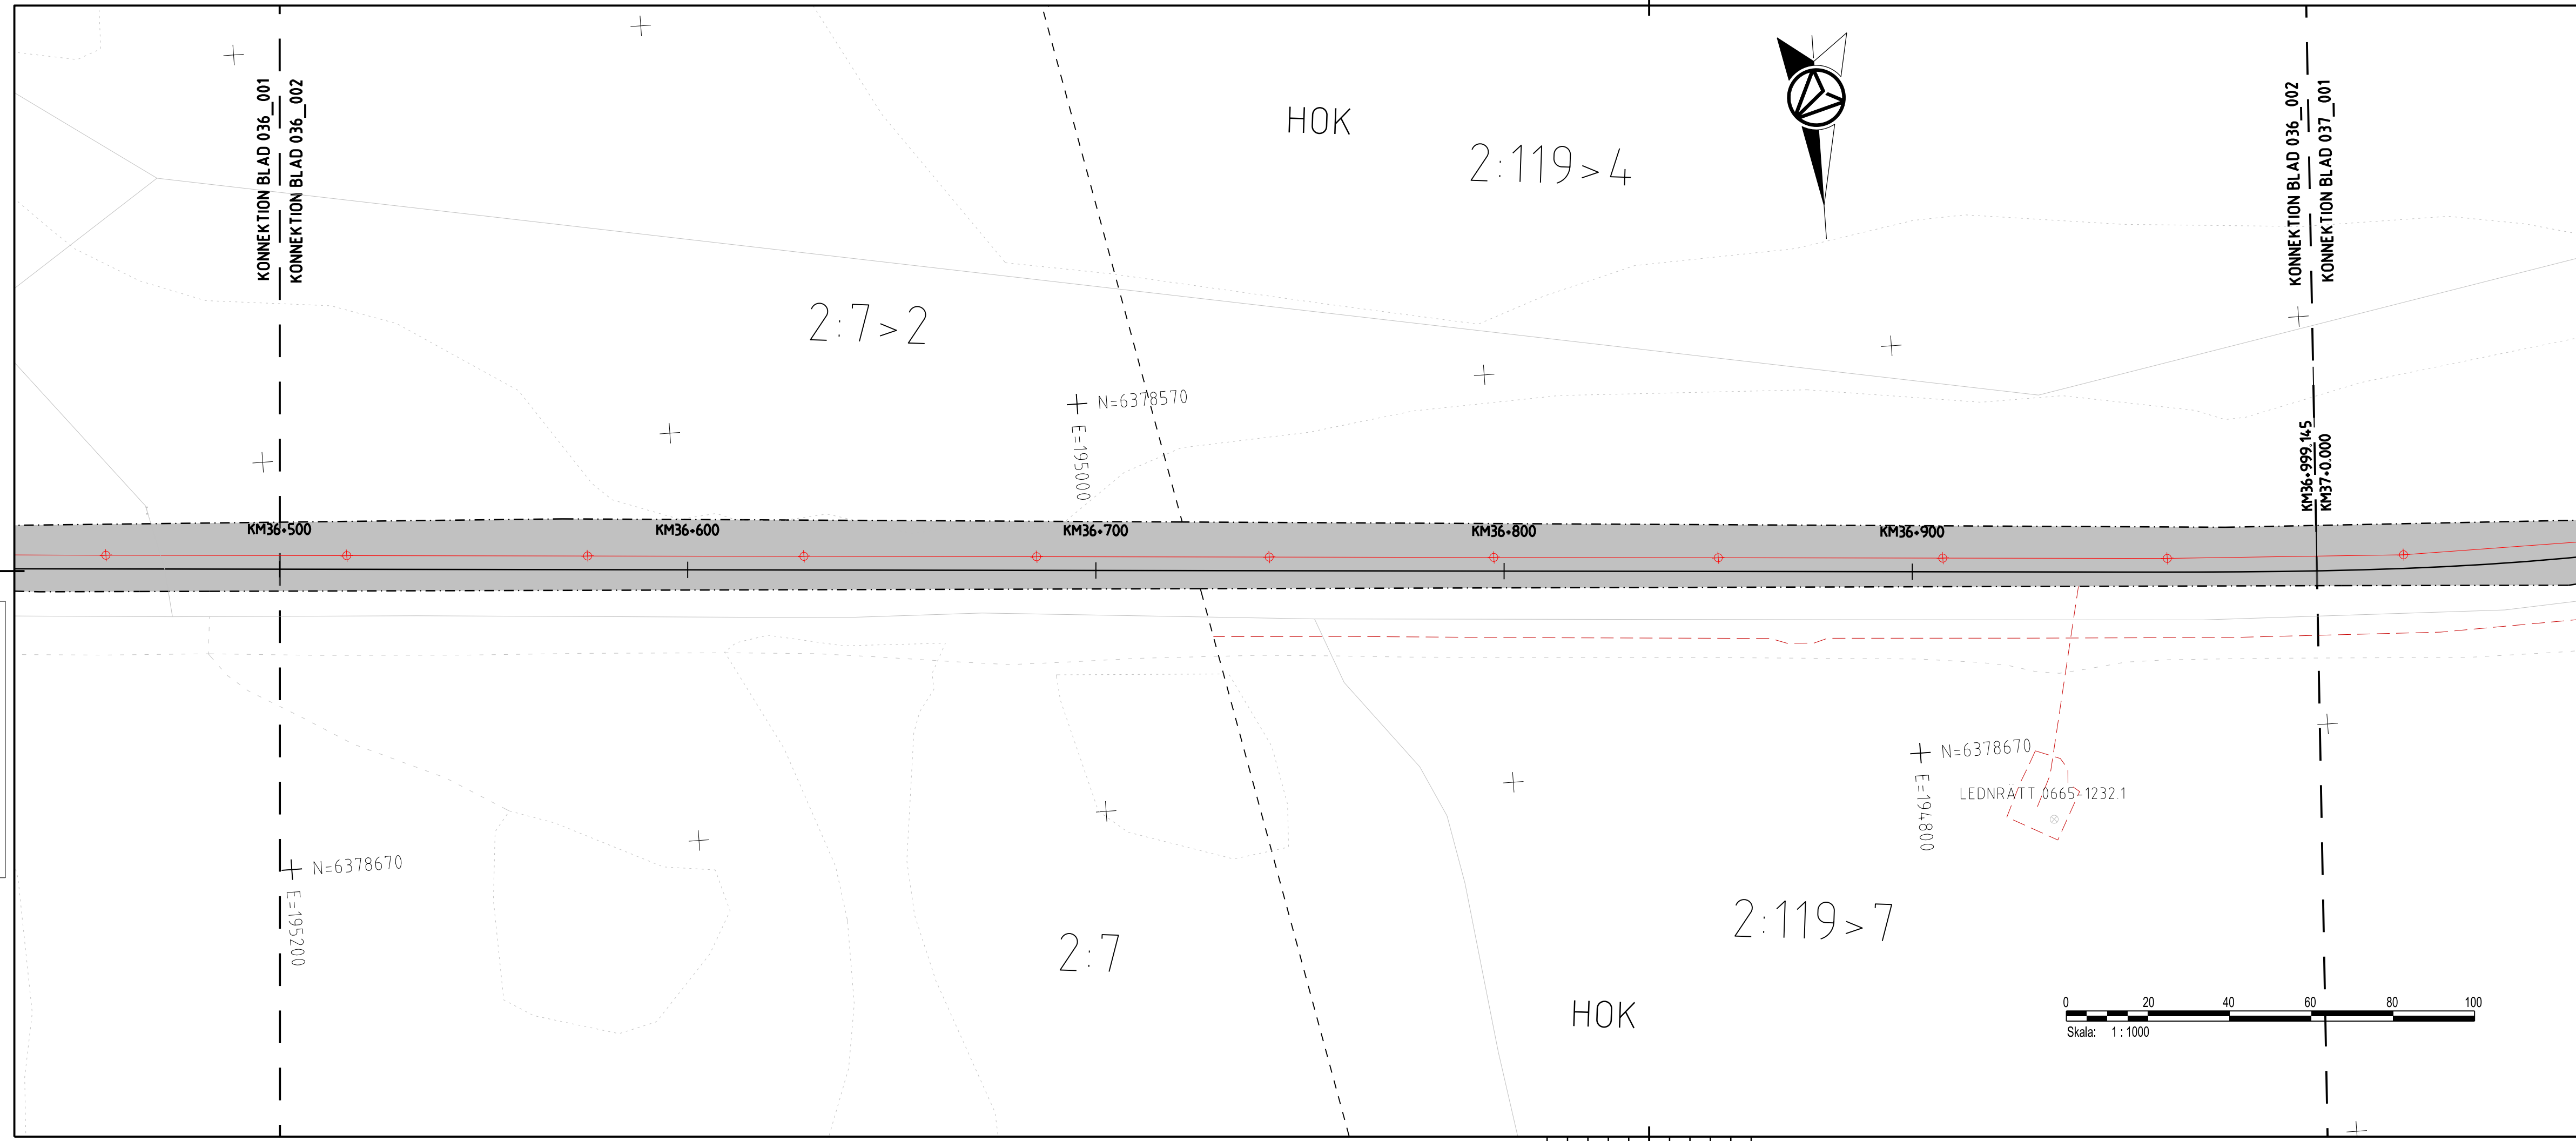 KONNEKTION BLAD 036_001
KONNEKTION BLAD 036_002
HOK
2:119>4
KONNEKTION BLAD 036_002
KONNEKTION BLAD 037_001
2:7>2
N=6378570
E=195000
KM36+999.145
KM37+0.000
KM36+500
KM36+600
KM36+700
KM36+800
KM36+900
N=6378670
E=194800
LEDNRÄTT 0665-1232.1
N=6378670
E=195200
2:119>7
2:7
HOK
0 20 40 60 80 100
Skala: 1 : 1000